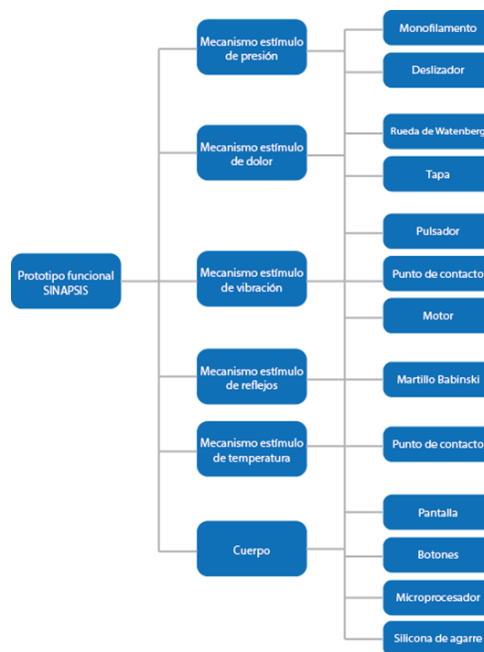 Prototipo funcional
SINAPSIS
Mecanismo estímulo
de presión
Mecanismo estímulo
de dolor
Mecanismo estímulo
de vibración
Mecanismo estímulo
de reflejos
Mecanismo estímulo
de temperatura
Cuerpo
Monofilamento
Deslizador
Rueda de Watenberg
Tapa
Pulsador
Punto de contacto
Motor
Martillo Babinski
Punto de contacto
Pantalla
Botones
Microprocesador
Silicona de agarre